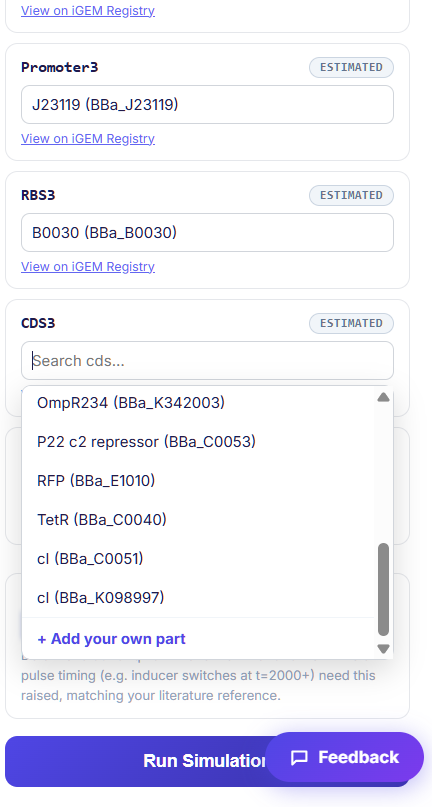 View on iGEM Registry
Promoter3
ESTIMATED
J23119 (BBa_J23119)
View on iGEM Registry
RBS3
ESTIMATED
B0030 (BBa_B0030)
View on iGEM Registry
CDS3
ESTIMATED
Search cds...
OmpR234 (BBa_K342003)
P22 c2 repressor (BBa_C0053)
RFP (BBa_E1010)
TetR (BBa_C0040)
cI (BBa_C0051)
cI (BBa_K098997)
+ Add your own part
pulse timing (e.g. inducer switches at t=2000+) need this
raised, matching your literature reference.
Run Simulation
Feedback